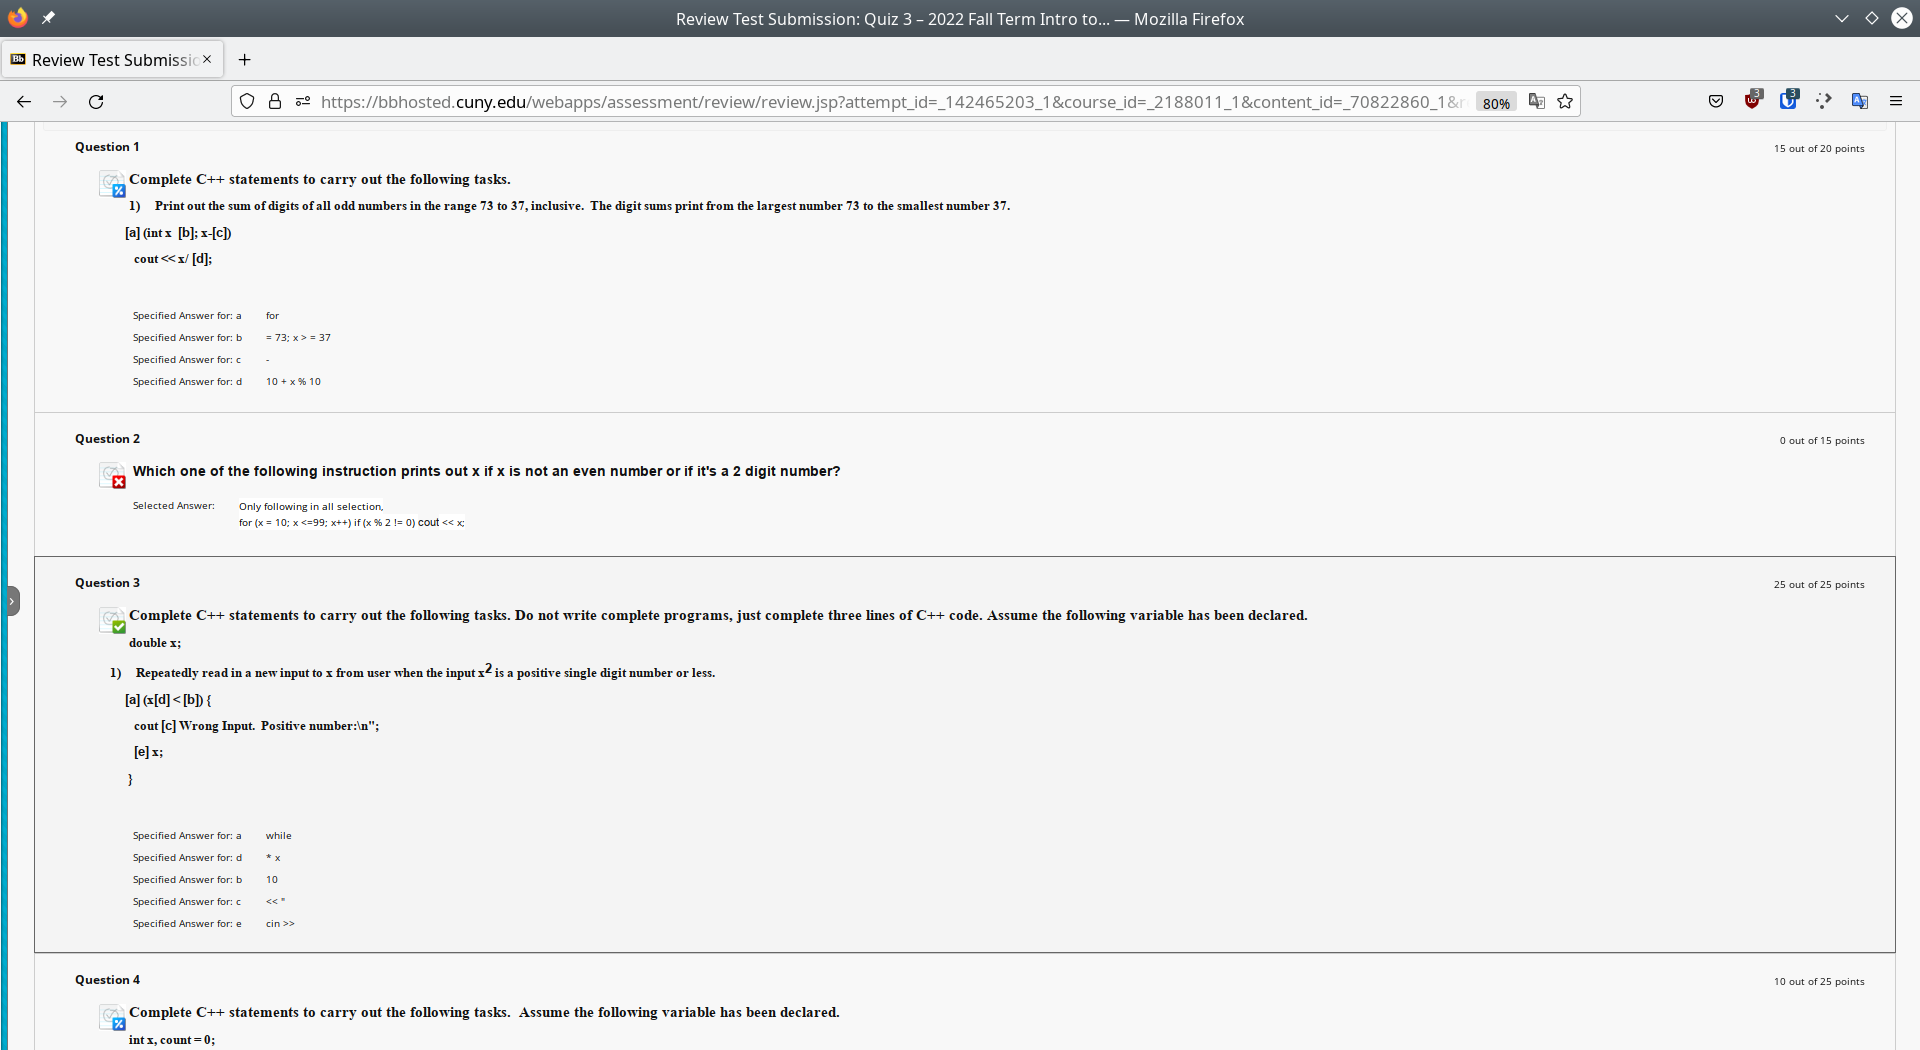 Review Test Submission: Quiz 3 – 2022 Fall Term Intro to... — Mozilla Firefox
Bb Review Test Submissio
https://bbhosted.cuny.edu/webapps/assessment/review/review.jsp?attempt_id=_142465203_1&course_id=_2188011_1&content_id=_70822860_1&r 80% 3 3
Question 1 15 out of 20 points
Complete C++ statements to carry out the following tasks.
1) Print out the sum of digits of all odd numbers in the range 73 to 37, inclusive. The digit sums print from the largest number 73 to the smallest number 37.
[a] (int x [b]; x-[c])
cout << x/ [d];
Specified Answer for: a for
Specified Answer for: b = 73; x > = 37
Specified Answer for: c -
Specified Answer for: d 10 + x % 10
Question 2 0 out of 15 points
Which one of the following instruction prints out x if x is not an even number or if it's a 2 digit number?
Selected Answer: Only following in all selection,
for (x = 10; x <=99; x++) if (x % 2 != 0) cout << x;
Question 3 25 out of 25 points
Complete C++ statements to carry out the following tasks. Do not write complete programs, just complete three lines of C++ code. Assume the following variable has been declared.
double x;
1) Repeatedly read in a new input to x from user when the input x2 is a positive single digit number or less.
[a] (x[d] < [b]) {
cout [c] Wrong Input. Positive number:\n";
[e] x;
}
Specified Answer for: a while
Specified Answer for: d * x
Specified Answer for: b 10
Specified Answer for: c << "
Specified Answer for: e cin >>
Question 4 10 out of 25 points
Complete C++ statements to carry out the following tasks. Assume the following variable has been declared.
int x, count = 0;